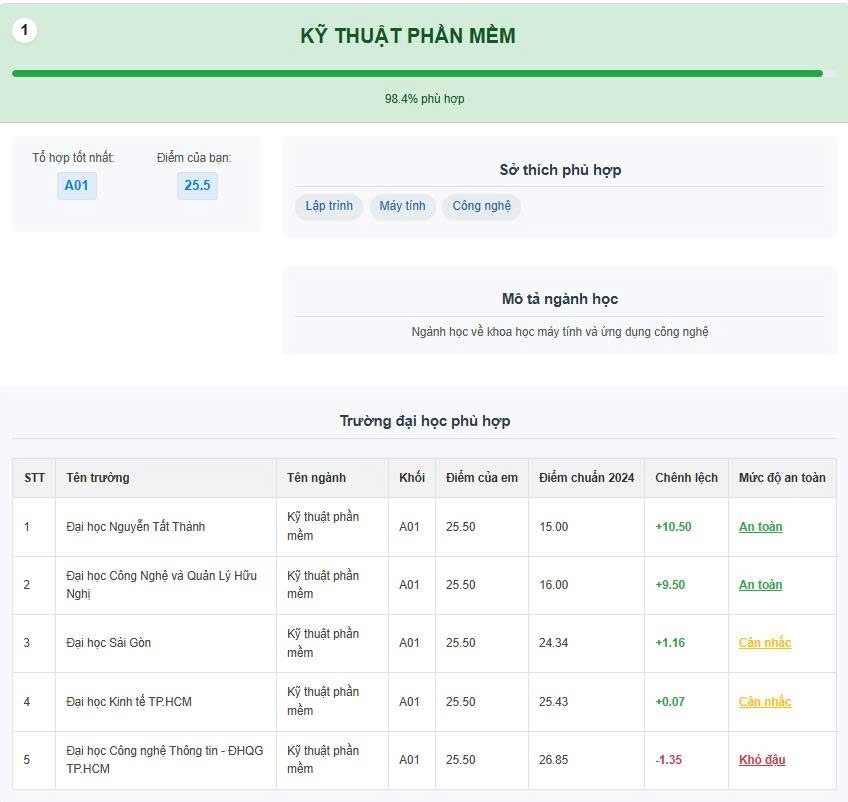 1
KỸ THUẬT PHẦN MỀM
98.4% phù hợp
Tổ hợp tốt nhất:
A01
Điểm của bạn:
25.5
Sở thích phù hợp
Lập trình
Máy tính
Công nghệ
Mô tả ngành học
Ngành học về khoa học máy tính và ứng dụng công nghệ
Trường đại học phù hợp
STT Tên trường Tên ngành Khối Điểm của em Điểm chuẩn 2024 Chênh lệch Mức độ an toàn
1 Đại học Nguyễn Tất Thành Kỹ thuật phần
mềm A01 25.50 15.00 +10.50 An toàn
2 Đại học Công Nghệ và Quản Lý Hữu
Nghị Kỹ thuật phần
mềm A01 25.50 16.00 +9.50 An toàn
3 Đại học Sài Gòn Kỹ thuật phần
mềm A01 25.50 24.34 +1.16 Cân nhắc
4 Đại học Kinh tế TP.HCM Kỹ thuật phần
mềm A01 25.50 25.43 +0.07 Cân nhắc
5 Đại học Công nghệ Thông tin - ĐHQG
TP.HCM Kỹ thuật phần
mềm A01 25.50 26.85 -1.35 Khó đậu